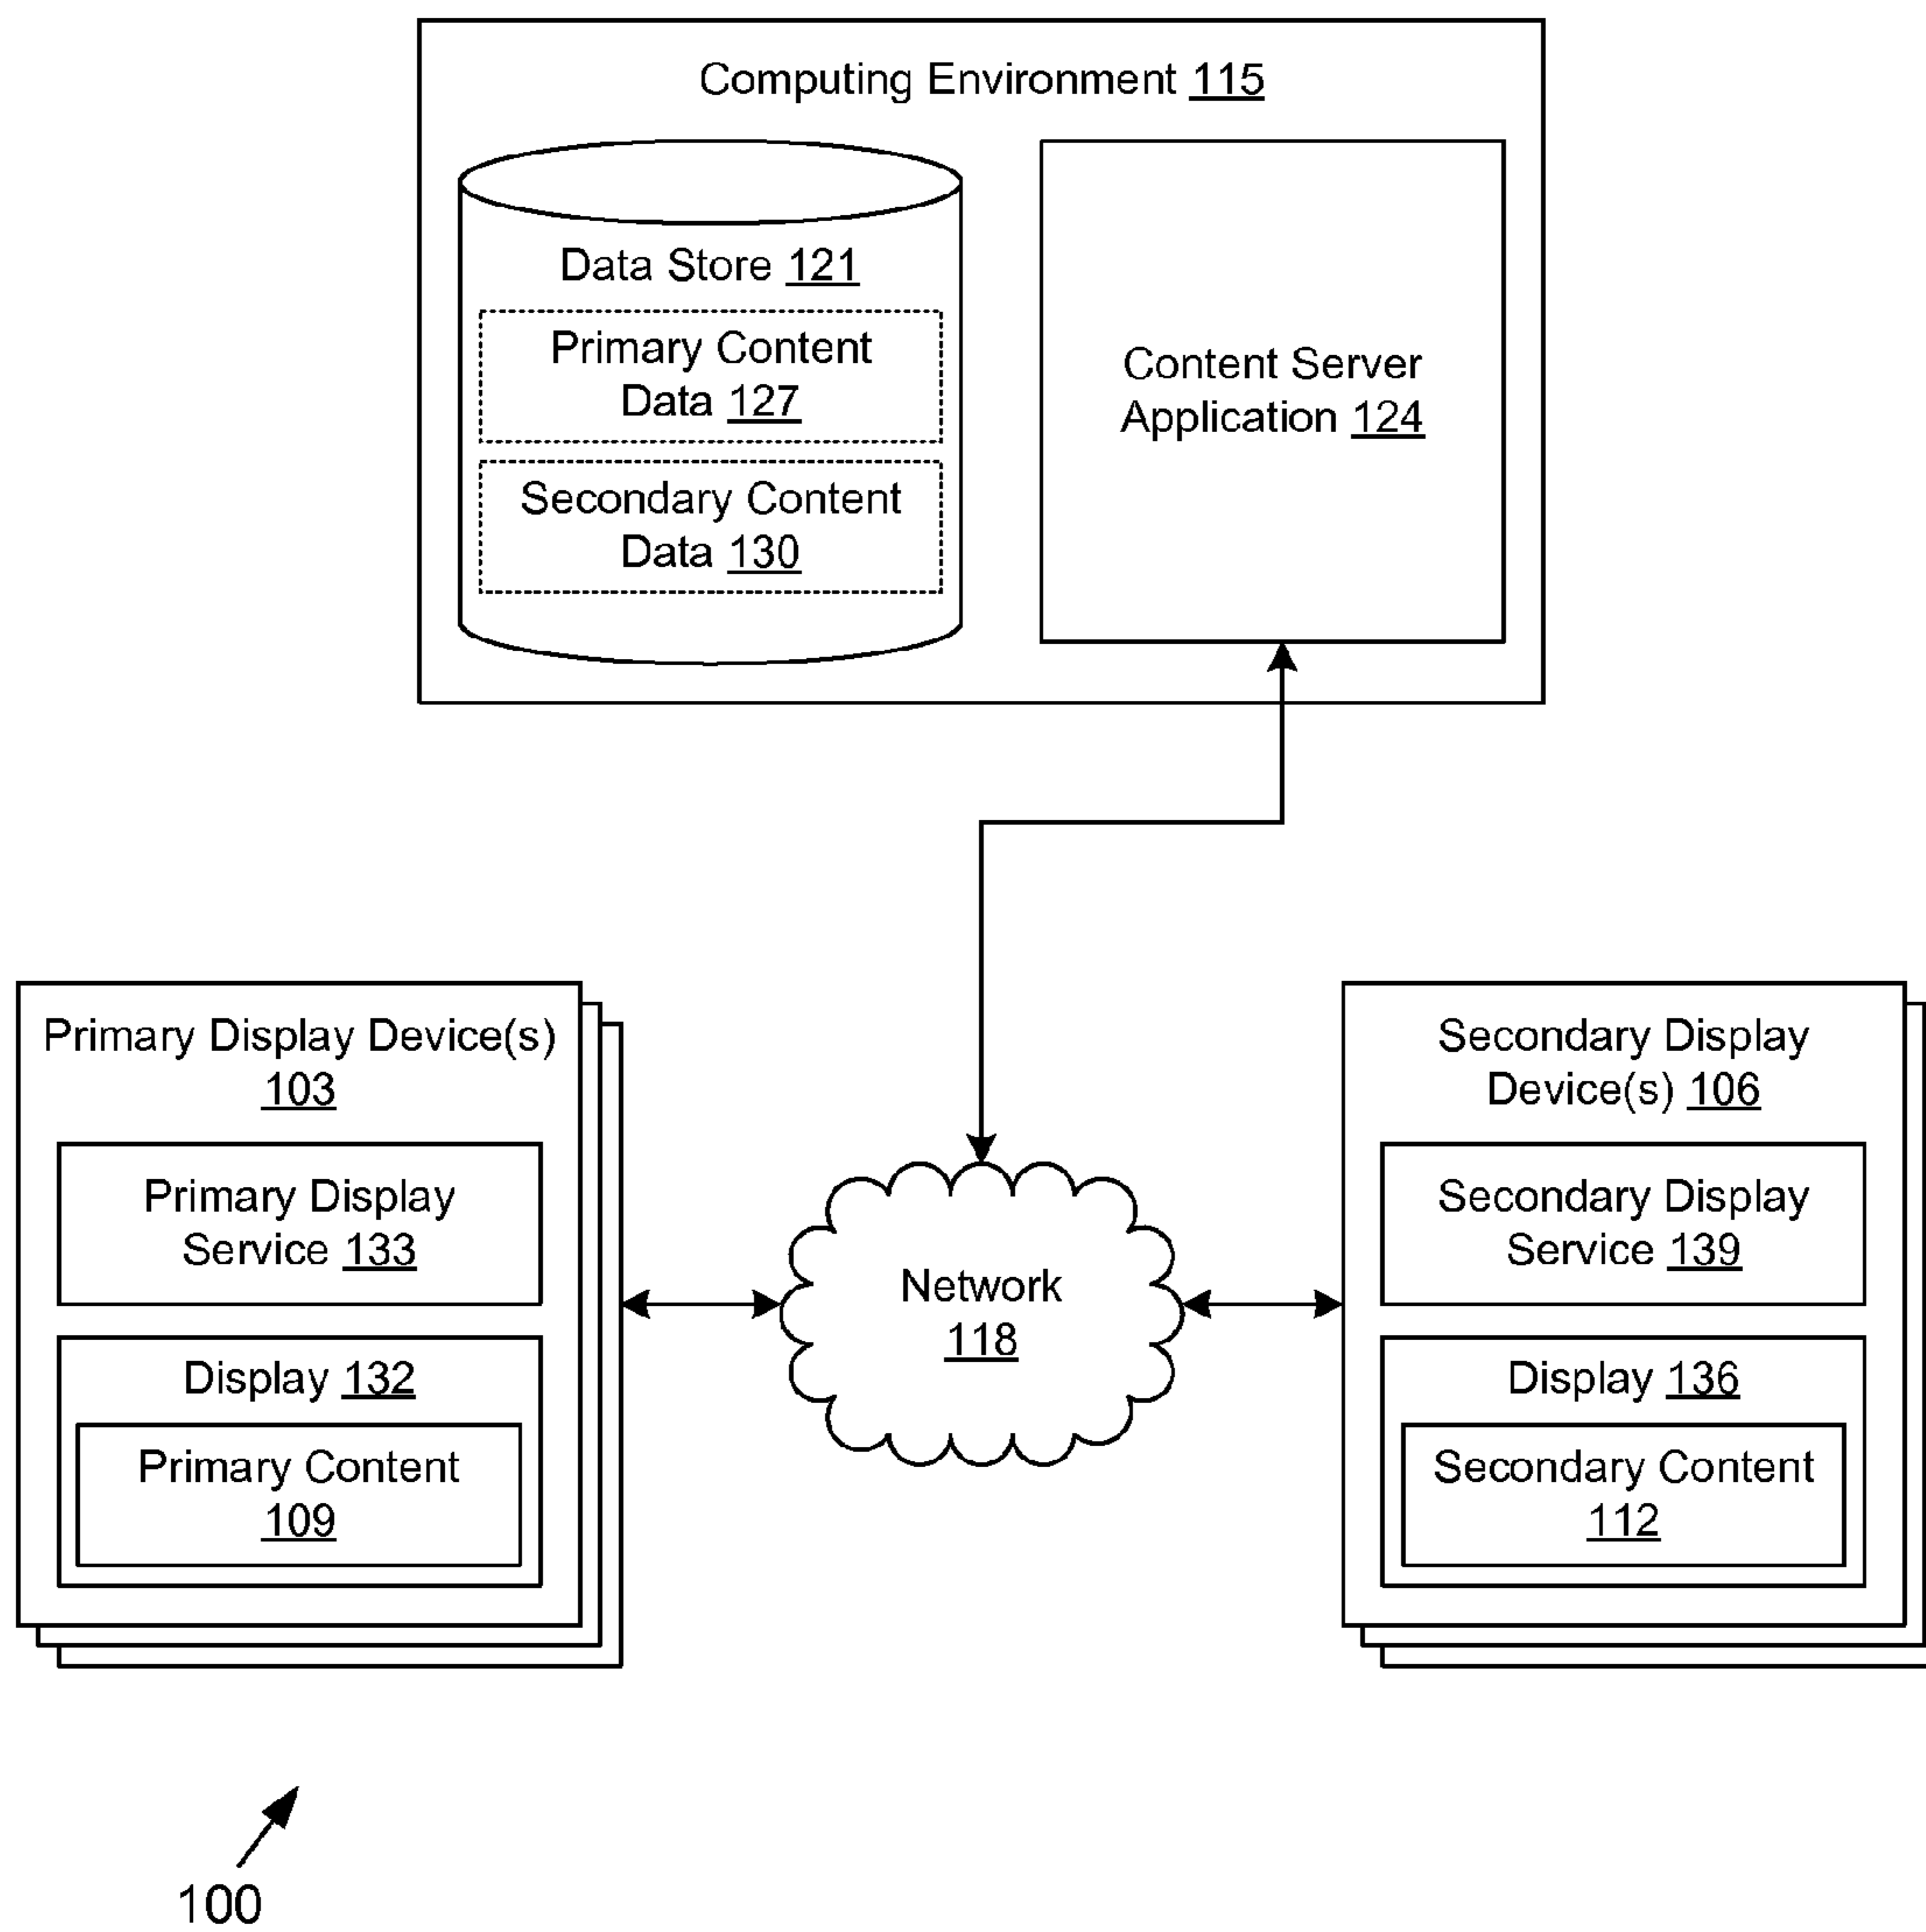 Computing Environment 115
Data Store 121
Primary Content
Data 127
Secondary Content
Data 130
Content Server
Application 124
Primary Display Device(s)
103
Primary Display
Service 133
Display 132
Primary Content
109
Network
118
Secondary Display
Device(s) 106
Secondary Display
Service 139
Display 136
Secondary Content
112
100